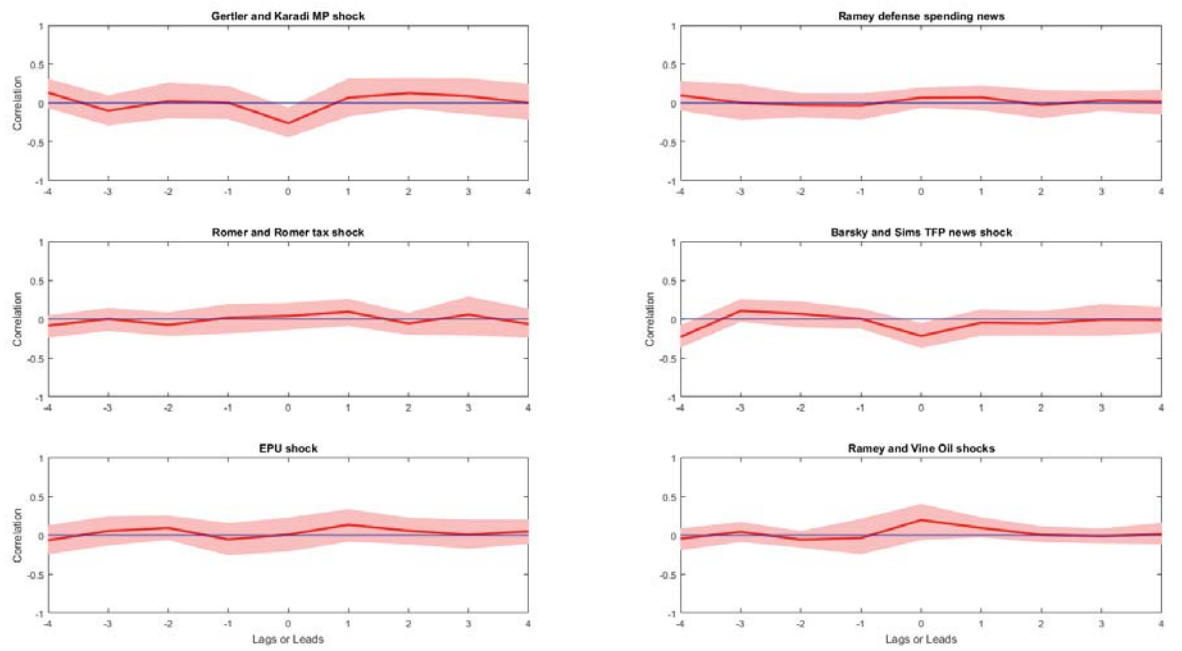 Gertler and Karadi MP shock
1
0.5
0
-0.5
-1
Correlation
-4 -3 -2 -1 0 1 2 3 4
Ramey defense spending news
1
0.5
0
-0.5
-1
-4 -3 -2 -1 0 1 2 3 4
Romer and Romer tax shock
1
0.5
0
-0.5
-1
Correlation
-4 -3 -2 -1 0 1 2 3 4
Barsky and Sims TFP news shock
1
0.5
0
-0.5
-1
Correlation
-4 -3 -2 -1 0 1 2 3 4
EPU shock
1
0.5
0
-0.5
-1
Correlation
-4 -3 -2 -1 0 1 2 3 4
Lags or Leads
Ramey and Vine Oil shocks
1
0.5
0
-0.5
-1
-4 -3 -2 -1 0 1 2 3 4
Lags or Leads